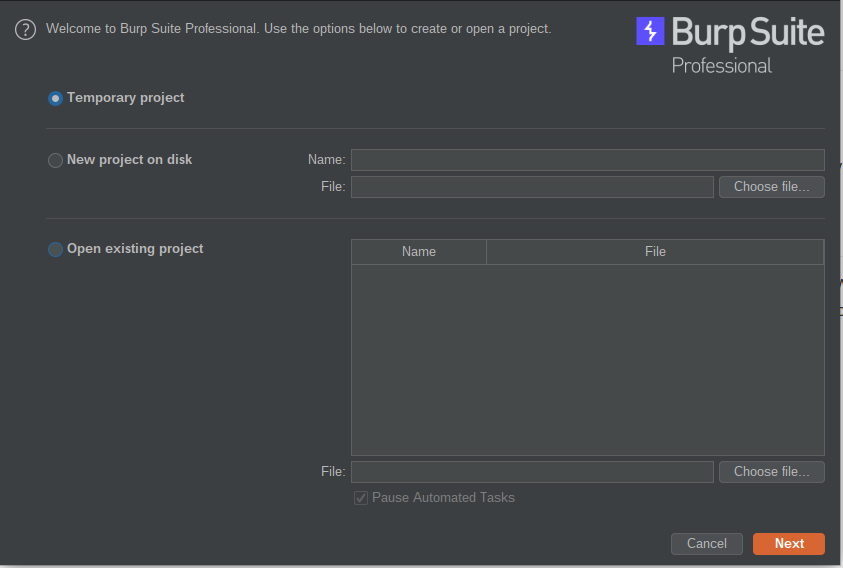 Welcome to Burp Suite Professional. Use the options below to create or open a project.
Burp Suite
Professional
Temporary project
New project on disk
Name:
File:
Choose file...
Open existing project
Name
File
File:
Choose file...
Pause Automated Tasks
Cancel
Next